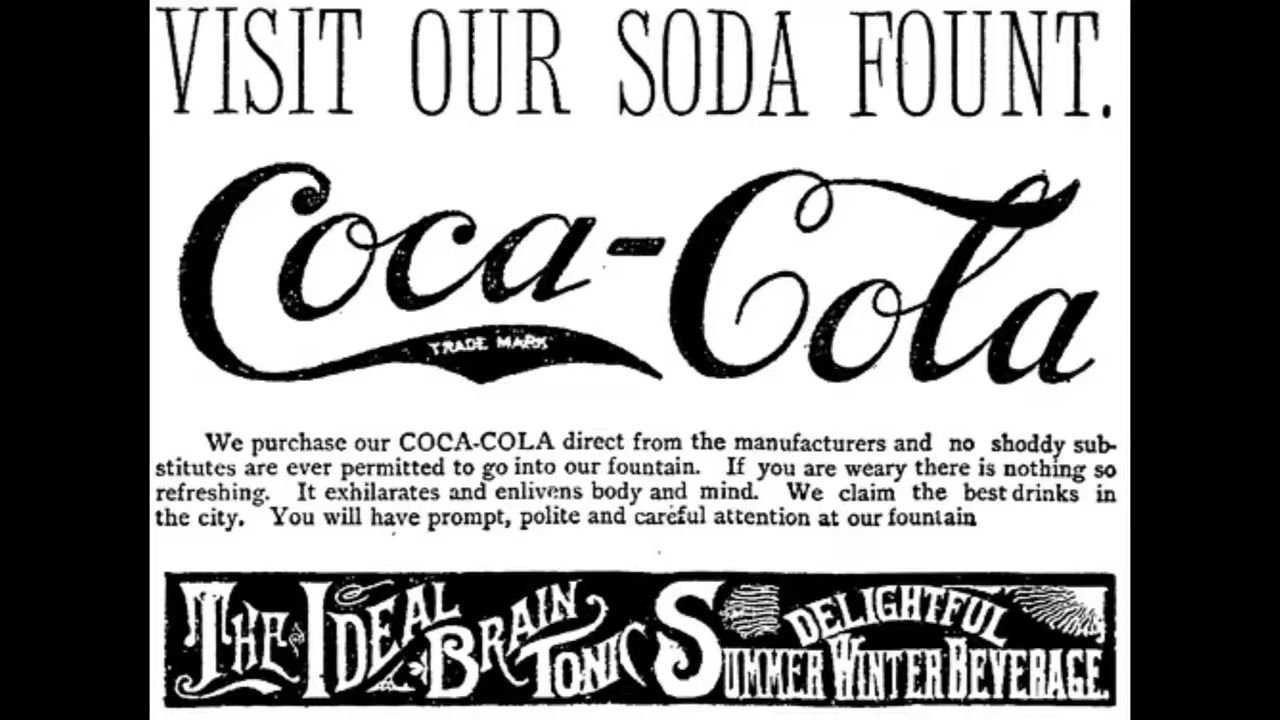 VISIT OUR SODA FOUNT.
Coca-Cola
TRADE MARK
We purchase our COCA-COLA direct from the manufacturers and no shoddy sub-
stitutes are ever permitted to go into our fountain. If you are weary there is nothing so
refreshing. It exhilarates and enlivens body and mind. We claim the best drinks in
the city. You will have prompt, polite and careful attention at our fountain
THE IDEAL BRAIN TONIC
DELIGHTFUL
SUMMER WINTER BEVERAGE.